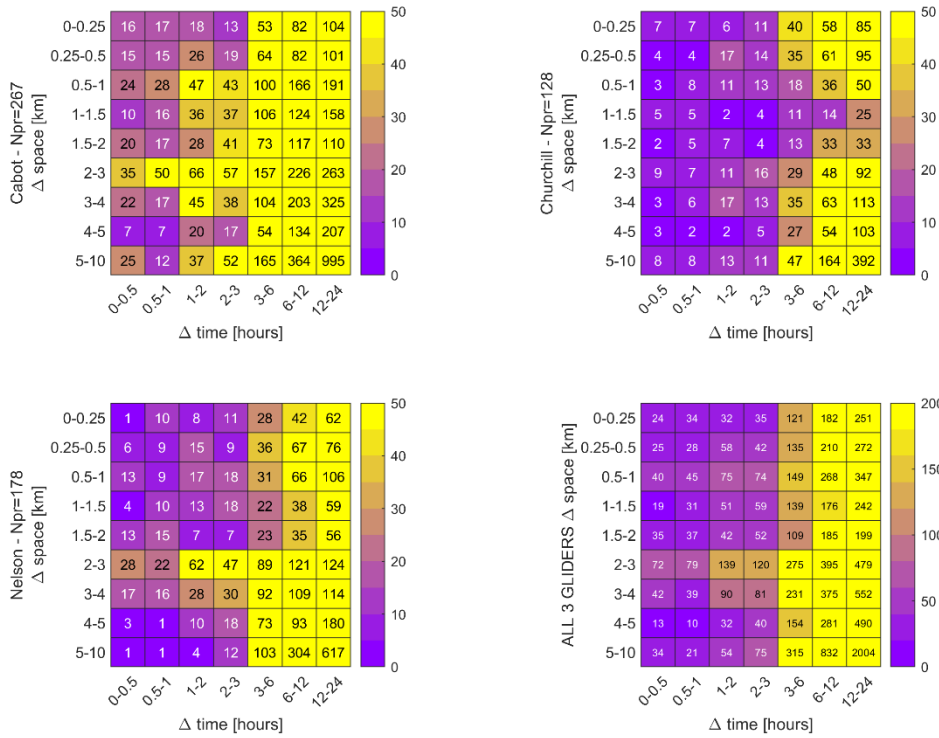 Cabot - Npr=267
Δ space [km]
0-0.25 16 17 18 13 53 82 104
0.25-0.5 15 15 26 19 64 82 101
0.5-1 24 28 47 43 100 166 191
1-1.5 10 16 36 37 106 124 158
1.5-2 20 17 28 41 73 117 110
2-3 35 50 66 57 157 226 263
3-4 22 17 45 38 104 203 325
4-5 7 7 20 17 54 134 207
5-10 25 12 37 52 165 364 995
0-0.5 0.5-1 1-2 2-3 3-6 6-12 12-24
Δ time [hours]
50
40
30
20
10
0
Churchill - Npr=128
Δ space [km]
0-0.25 7 7 6 11 40 58 85
0.25-0.5 4 4 17 14 35 61 95
0.5-1 3 8 11 13 18 36 50
1-1.5 5 5 2 4 11 14 25
1.5-2 2 5 7 4 13 33 33
2-3 9 7 11 16 29 48 92
3-4 3 6 17 13 35 63 113
4-5 3 2 2 5 27 54 103
5-10 8 8 13 11 47 164 392
0-0.5 0.5-1 1-2 2-3 3-6 6-12 12-24
Δ time [hours]
50
40
30
20
10
0
Nelson - Npr=178
Δ space [km]
0-0.25 1 10 8 11 28 42 62
0.25-0.5 6 9 15 9 36 67 76
0.5-1 13 9 17 18 31 66 106
1-1.5 4 10 13 18 22 38 59
1.5-2 13 15 7 7 23 35 56
2-3 28 22 62 47 89 121 124
3-4 17 16 28 30 92 109 114
4-5 3 1 10 18 73 93 180
5-10 1 1 4 12 103 304 617
0-0.5 0.5-1 1-2 2-3 3-6 6-12 12-24
Δ time [hours]
50
40
30
20
10
0
ALL 3 GLIDERS Δ space [km]
0-0.25 24 34 32 35 121 182 251
0.25-0.5 25 28 58 42 135 210 272
0.5-1 40 45 75 74 149 268 347
1-1.5 19 31 51 59 139 176 242
1.5-2 35 37 42 52 109 185 199
2-3 72 79 139 120 275 395 479
3-4 42 39 90 81 231 375 552
4-5 13 10 32 40 154 281 490
5-10 34 21 54 75 315 832 2004
0-0.5 0.5-1 1-2 2-3 3-6 6-12 12-24
Δ time [hours]
200
150
100
50
0